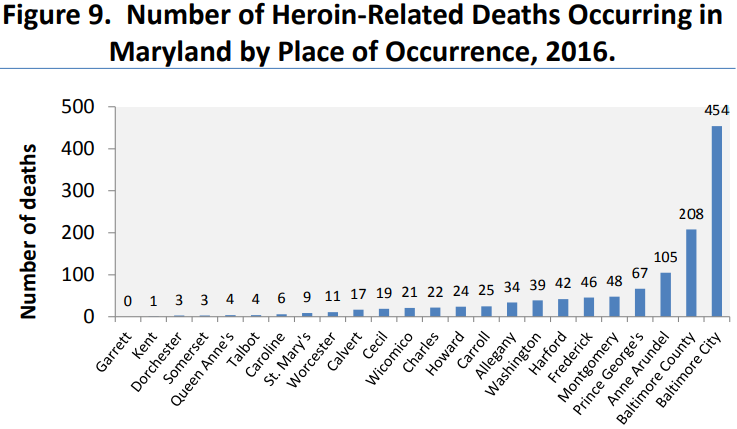 Figure 9. Number of Heroin-Related Deaths Occurring in
Maryland by Place of Occurrence, 2016.
Number of deaths
500
400
300
200
100
0
0 1 3 3 4 4 6 9 11 17 19 21 22 24 25 34 39 42 46 48 67 105 208 454
Garrett
Kent
Dorchester
Somerset
Queen Anne's
Talbot
Caroline
St. Mary's
Worcester
Calvert
Cecil
Wicomico
Charles
Howard
Carroll
Allegany
Washington
Harford
Frederick
Montgomery
Prince George's
Anne Arundel
Baltimore County
Baltimore City